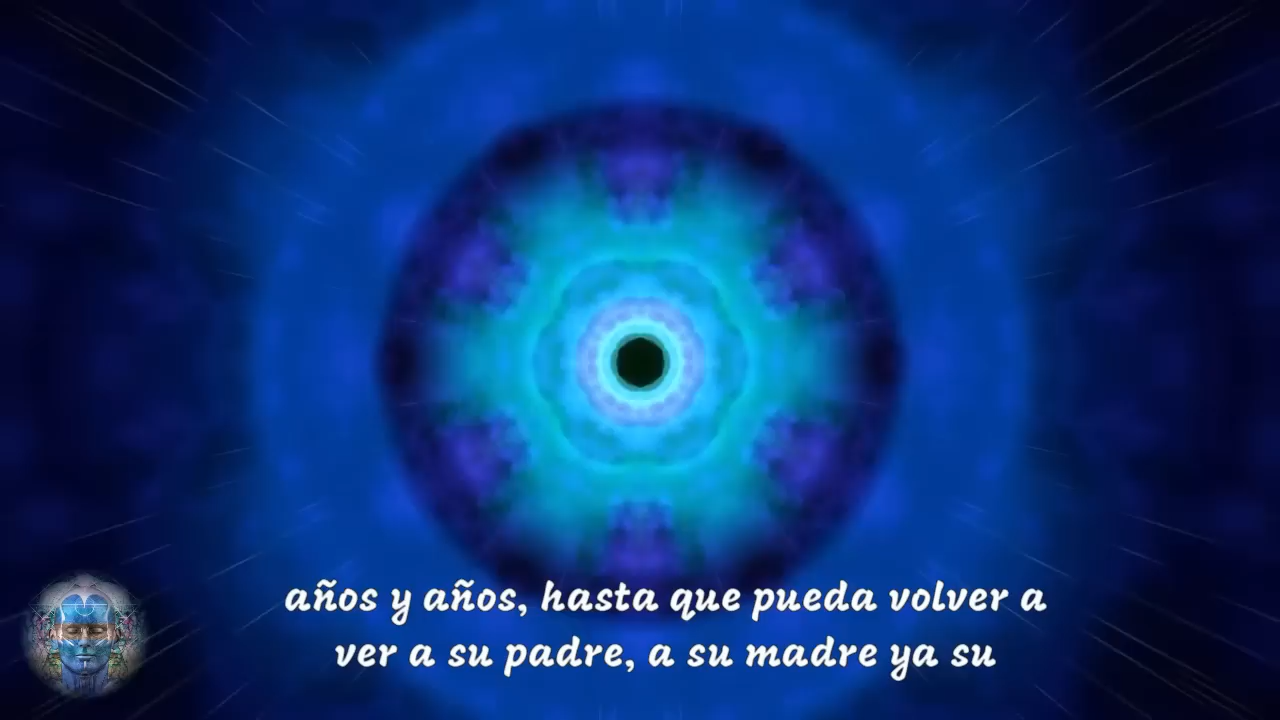 años y años, hasta que pueda volver a
ver a su padre, a su madre ya su